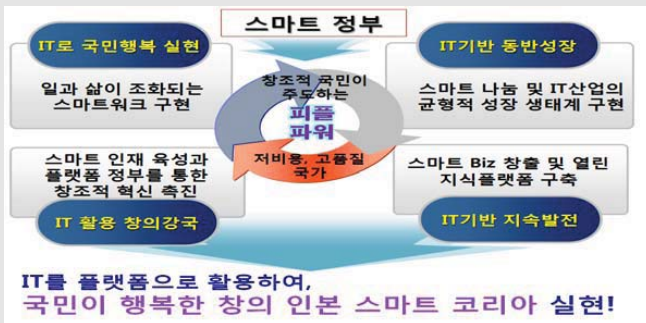 스마트 정부
IT로 국민행복 실현
일과 삶이 조화되는
스마트워크 구현
IT기반 동반성장
스마트 나눔 및 IT산업의
균형적 성장 생태계 구현
창조적 국민이
주도하는
피플
파워
저비용, 고품질
국가
스마트 인재 육성과
플랫폼 정부를 통한
창조적 혁신 촉진
IT 활용 창의강국
스마트 Biz 창출 및 열린
지식플랫폼 구축
IT기반 지속발전
IT를 플랫폼으로 활용하여,
국민이 행복한 창의 인본 스마트 코리아 실현!